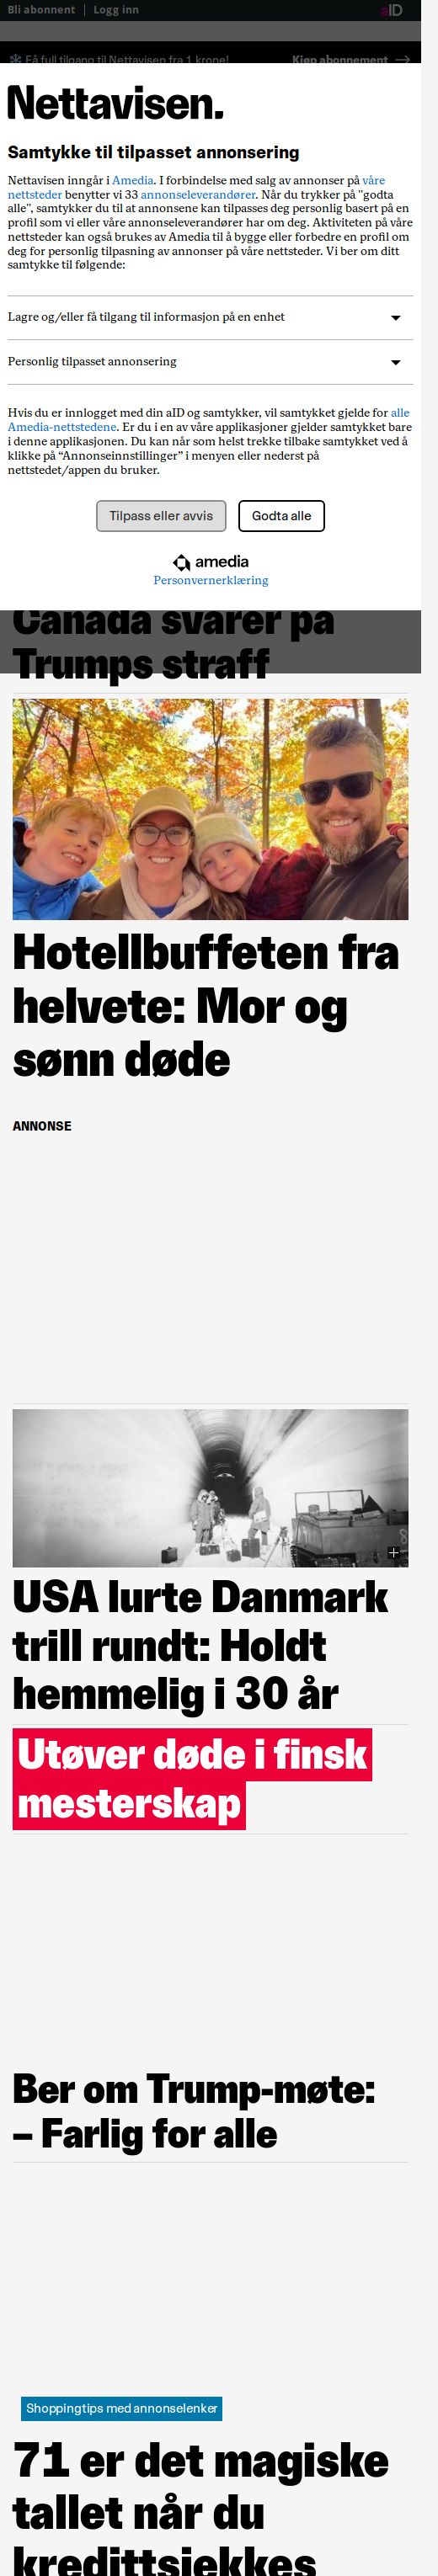 Bli abonnent | Logg inn aID
Få full tilgang til Nettavisen fra 1 krone! Kjøp abonnement
Nettavisen.
Samtykke til tilpasset annonsering
Nettavisen inngår i Amedia. I forbindelse med salg av annonser på våre
nettsteder benytter vi 33 annonseleverandører. Når du trykker på "godta
alle", samtykker du til at annonsene kan tilpasses deg personlig basert på en
profil som vi eller våre annonseleverandører har om deg. Aktiviteten på våre
nettsteder kan også brukes av Amedia til å bygge eller forbedre en profil om
deg for personlig tilpasning av annonser på våre nettsteder. Vi ber om ditt
samtykke til følgende:
Lagre og/eller få tilgang til informasjon på en enhet
Personlig tilpasset annonsering
Hvis du er innlogget med din aID og samtykker, vil samtykket gjelde for alle
Amedia-nettstedene. Er du i en av våre applikasjoner gjelder samtykket bare
i denne applikasjonen. Du kan når som helst trekke tilbake samtykket ved å
klikke på “Annonseinnstillinger” i menyen eller nederst på
nettstedet/appen du bruker.
Tilpass eller avvis Godta alle
amedia
Personvernerklæring
Canada svarer på
Trumps straff
Hotellbuffeten fra
helvete: Mor og
sønn døde
ANNONSE
USA lurte Danmark
trill rundt: Holdt
hemmelig i 30 år
Utøver døde i finsk
mesterskap
Ber om Trump-møte:
– Farlig for alle
Shoppingtips med annonselenker
71 er det magiske
tallet når du
kredittsjekkes